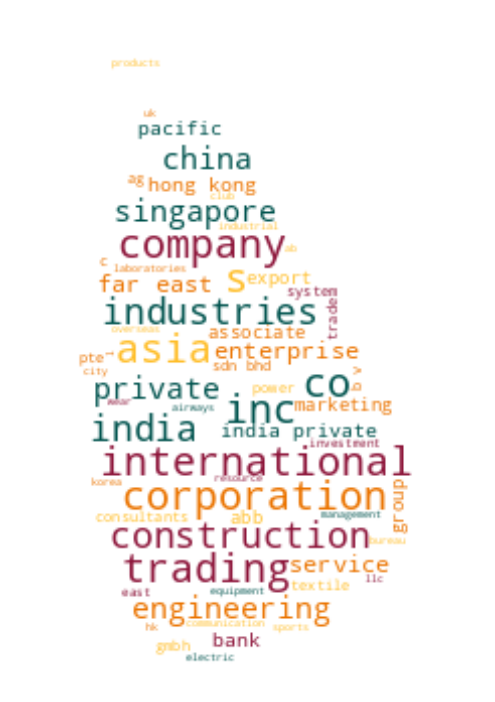 products
uk
pacific
china
ag hong kong
club
singapore
industrial
company ab
c laboratories
far east s export
system
industries trade
overseas associate
asia enterprise
pte
sdn bhd
city
private power co b v
wear airways inc marketing
india india private
investment
international
korma resource
corporation group
consultants abb management
construction bureau
trading service
llc
east equipment textile
engineering
hk communication sports
gmbh bank
electric